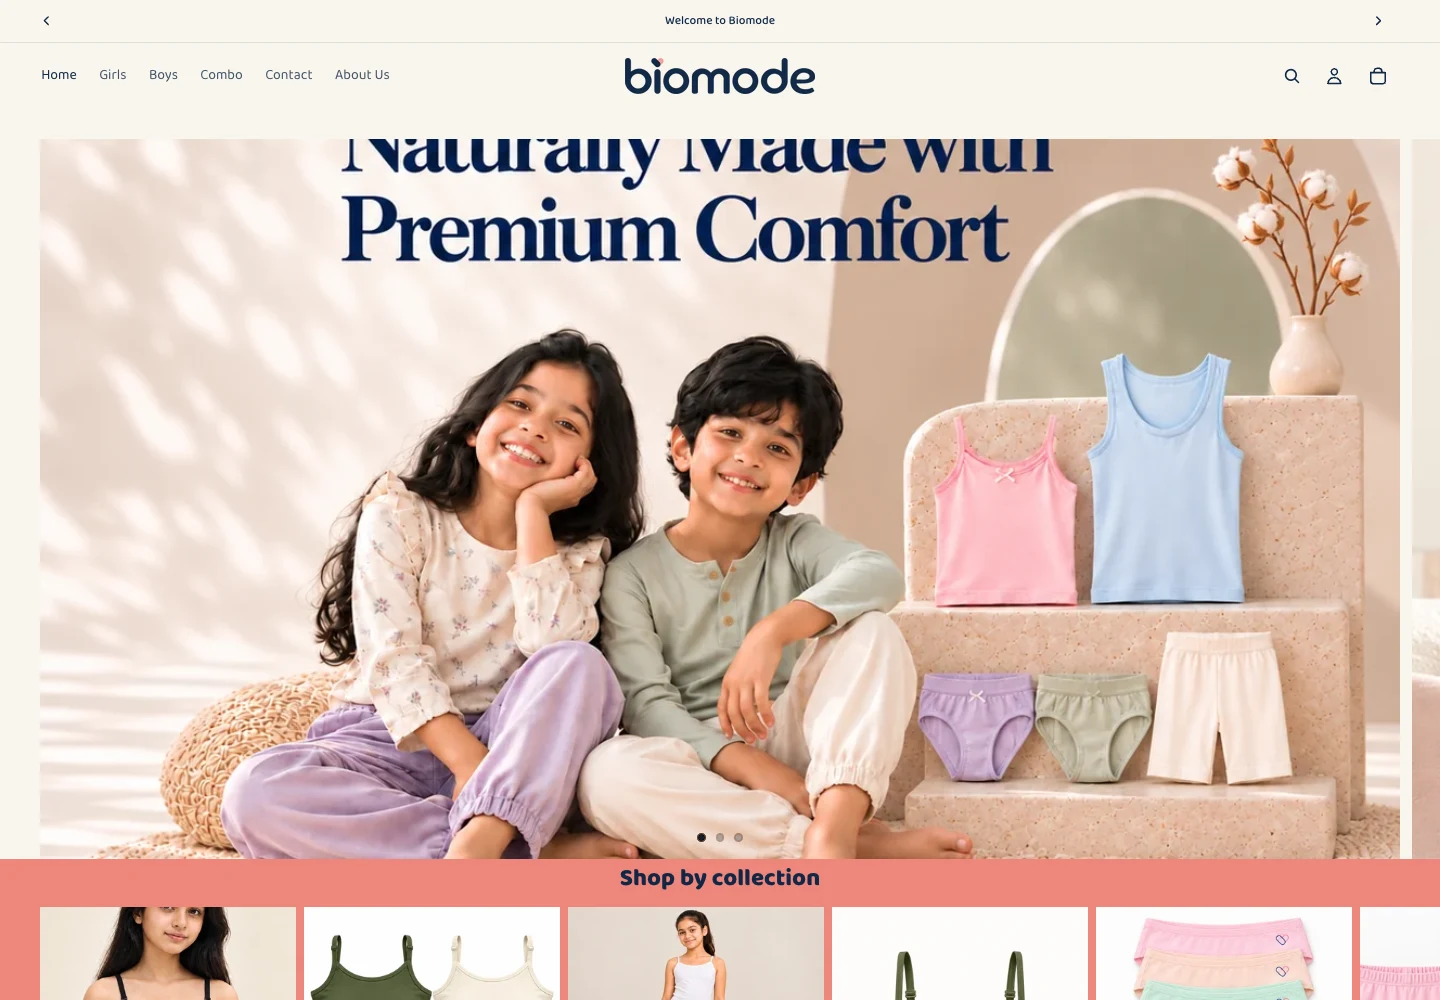 Welcome to Biomode
Home Girls Boys Combo Contact About Us
biomode
Naturally Made with
Premium Comfort
Shop by collection